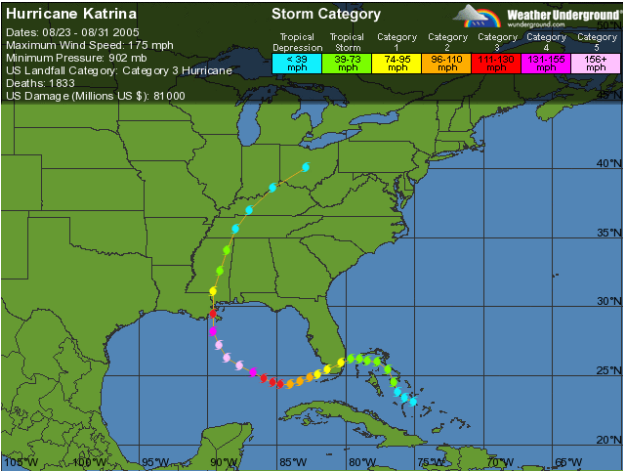 Hurricane Katrina
Dates: 08/23 - 08/31 2005
Maximum Wind Speed: 175 mph
Minimum Pressure: 902 mb
US Landfall Category: Category 3 Hurricane
Deaths: 1833
US Damage (Millions US $): 81000
Storm Category
Weather Underground®
wunderground.com
Tropical Depression
Tropical Storm
Category 1
Category 2
Category 3
Category 4
Category 5
< 39 mph
39-73 mph
74-95 mph
96-110 mph
111-130 mph
131-155 mph
156+ mph
45°N
40°N
35°N
30°N
25°N
20°N
105°W
95°W
90°W
85°W
80°W
75°W
70°W
65°W
60°W